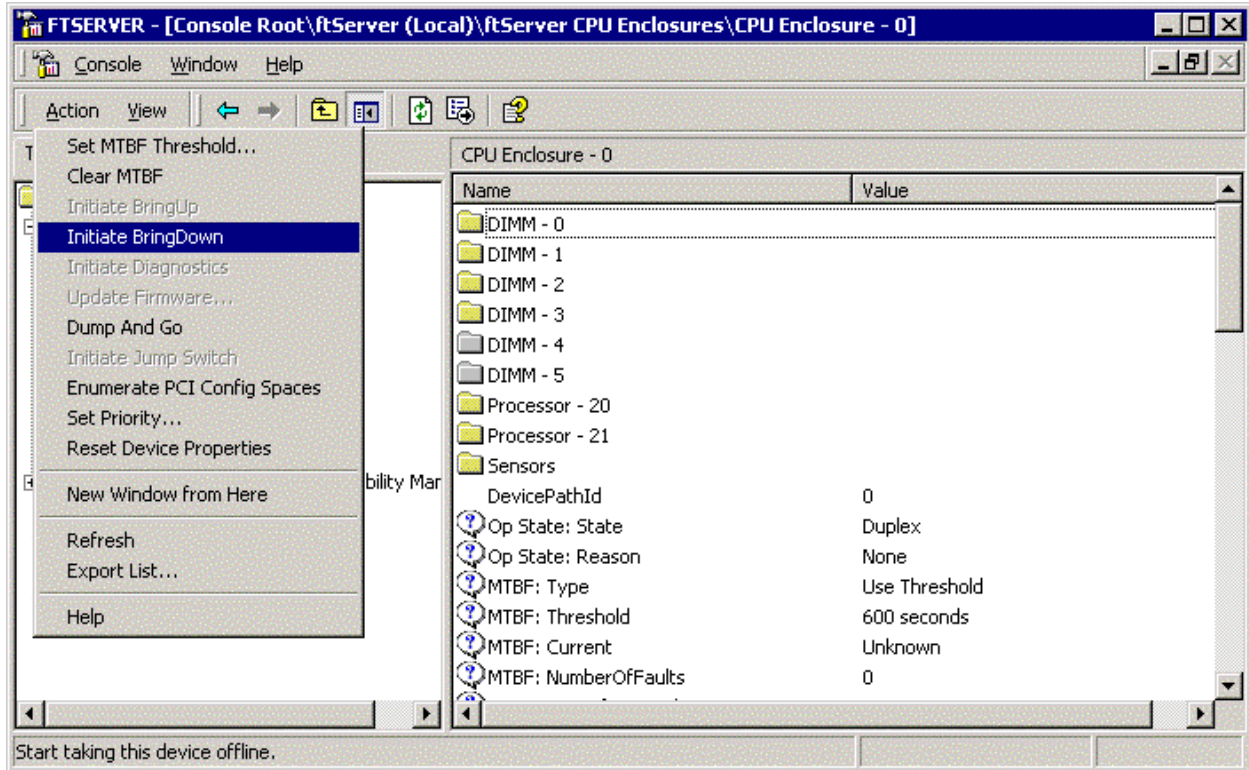 FTSERVER - [Console Root\ftServer (Local)\ftServer CPU Enclosures\CPU Enclosure - 0]
Console Window Help
Action View
Set MTBF Threshold...
Clear MTBF
Initiate BringUp
Initiate BringDown
Initiate Diagnostics
Update Firmware...
Dump And Go
Initiate Jump Switch
Enumerate PCI Config Spaces
Set Priority...
Reset Device Properties
New Window from Here
Refresh
Export List...
Help
T
bility Mar
CPU Enclosure - 0
Name Value
DIMM - 0
DIMM - 1
DIMM - 2
DIMM - 3
DIMM - 4
DIMM - 5
Processor - 20
Processor - 21
Sensors
DevicePathId 0
Op State: State Duplex
Op State: Reason None
MTBF: Type Use Threshold
MTBF: Threshold 600 seconds
MTBF: Current Unknown
MTBF: NumberOfFaults 0
Start taking this device offline.